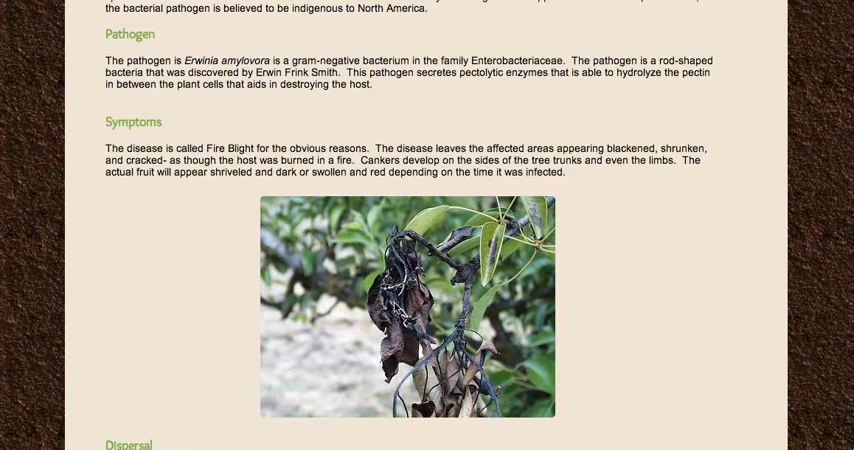 the bacterial pathogen is believed to be indigenous to North America.
Pathogen
The pathogen is Erwinia amylovora is a gram-negative bacterium in the family Enterobacteriaceae. The pathogen is a rod-shaped
bacteria that was discovered by Erwin Frink Smith. This pathogen secretes pectolytic enzymes that is able to hydrolyze the pectin
in between the plant cells that aids in destroying the host.
Symptoms
The disease is called Fire Blight for the obvious reasons. The disease leaves the affected areas appearing blackened, shrunken,
and cracked- as though the host was burned in a fire. Cankers develop on the sides of the tree trunks and even the limbs. The
actual fruit will appear shriveled and dark or swollen and red depending on the time it was infected.
Dispersal